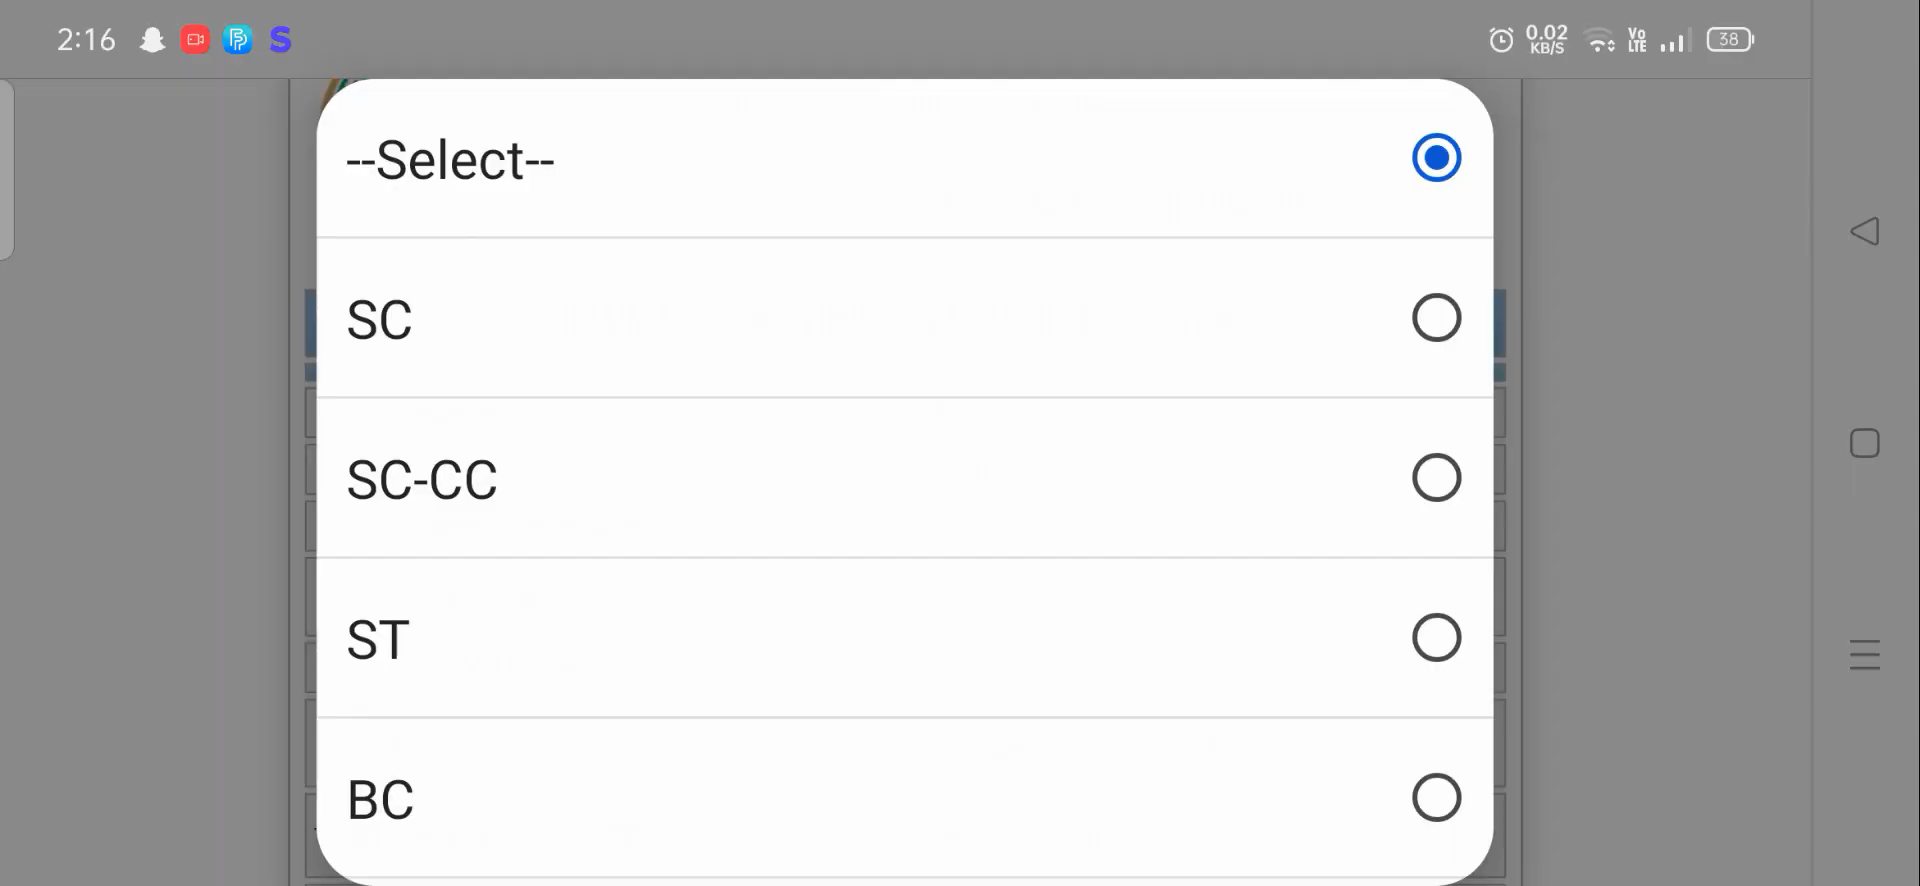 2:16
0.02
KB/S
Vo
LTE
38
--Select--
SC
SC-CC
ST
BC